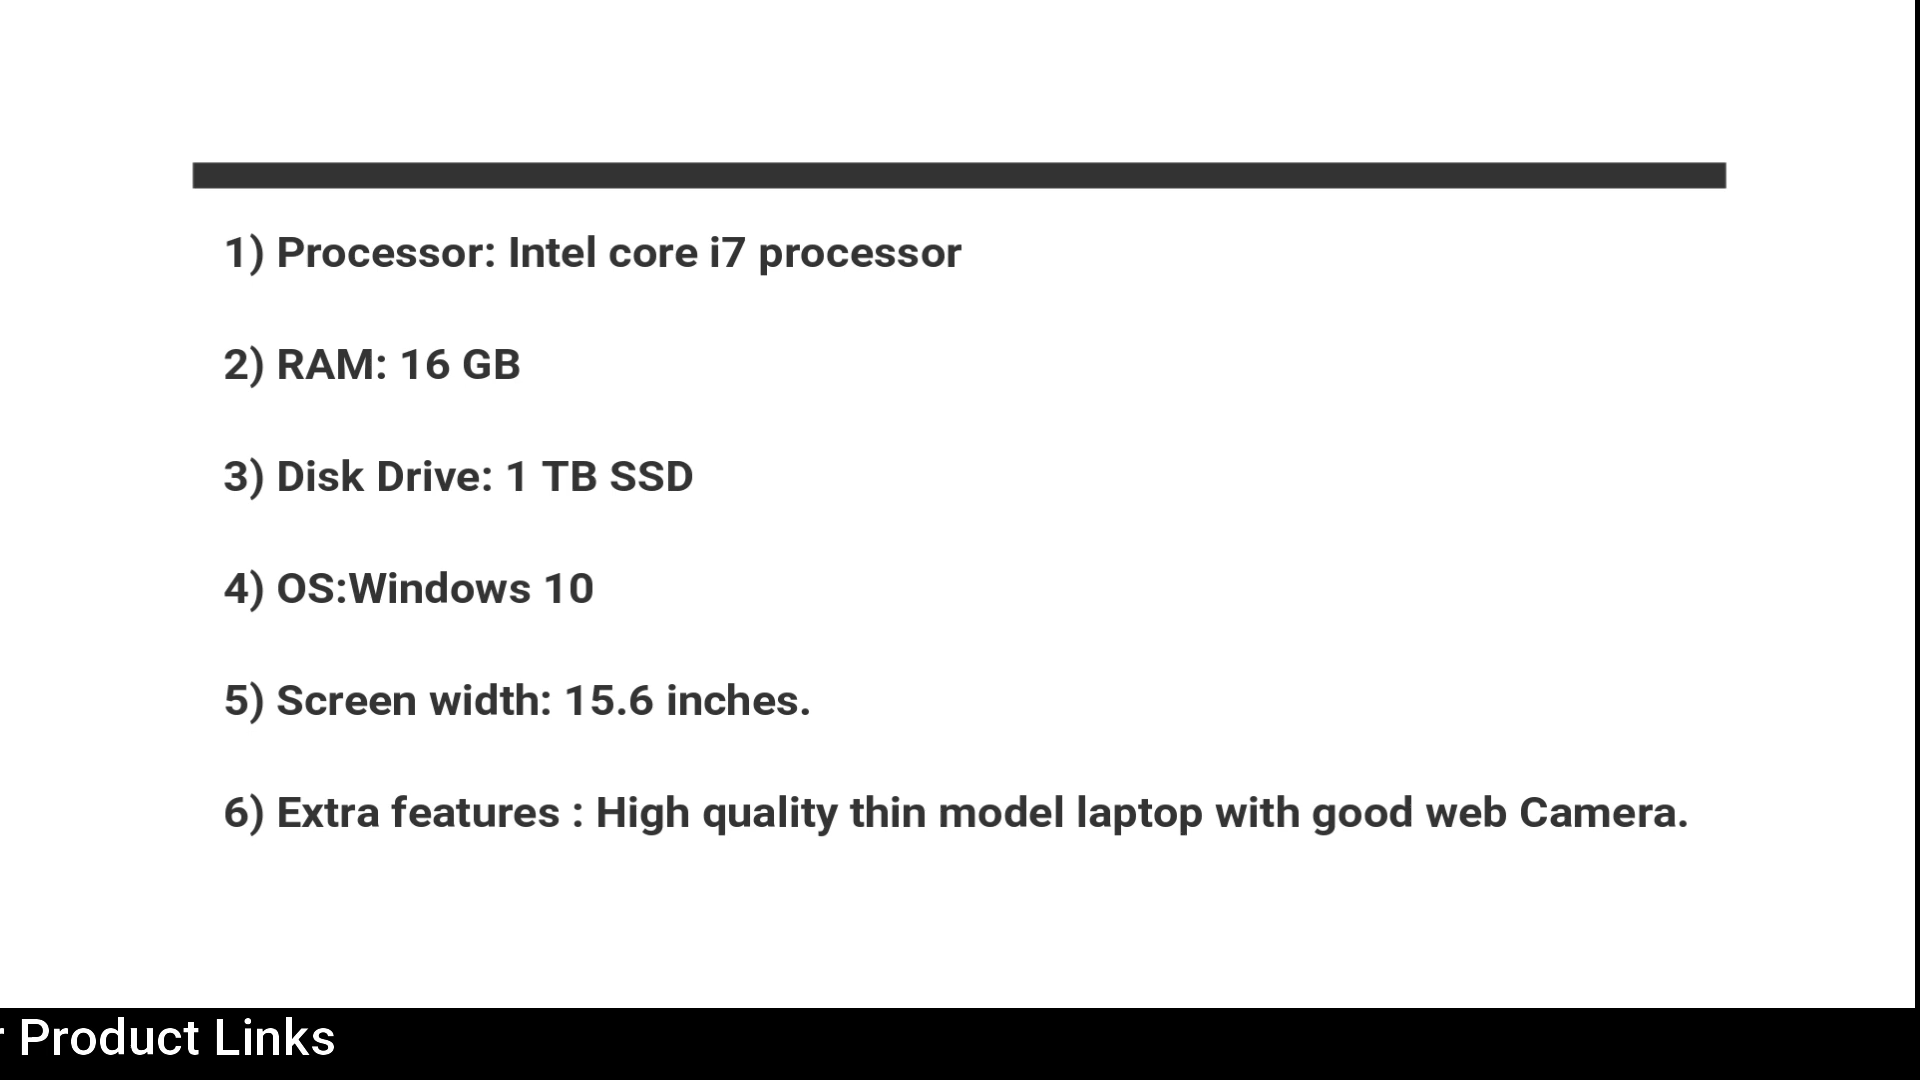 1) Processor: Intel core i7 processor
2) RAM: 16 GB
3) Disk Drive: 1 TB SSD
4) OS:Windows 10
5) Screen width: 15.6 inches.
6) Extra features : High quality thin model laptop with good web Camera.
Product Links